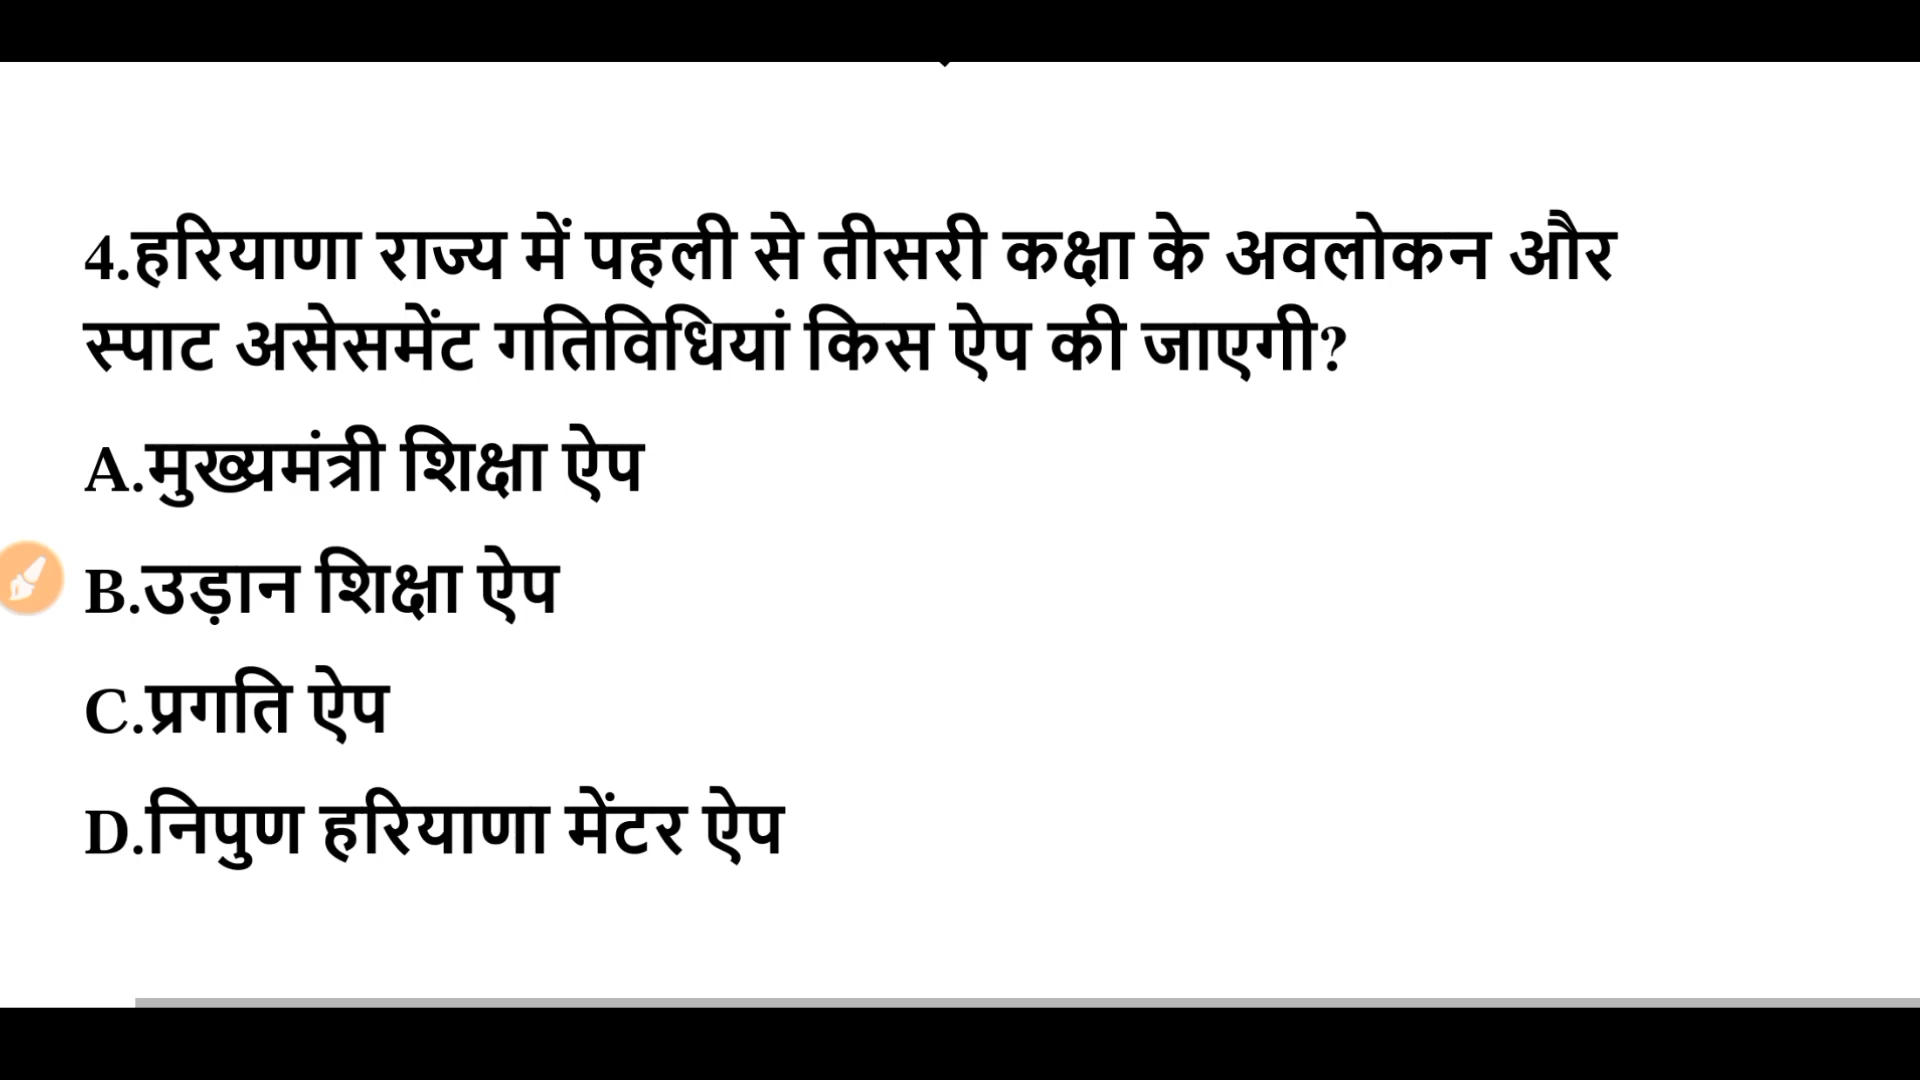 4.हरियाणा राज्य में पहली से तीसरी कक्षा के अवलोकन और
स्पाट असेसमेंट गतिविधियां किस ऐप की जाएगी?
A.मुख्यमंत्री शिक्षा ऐप
B.उड़ान शिक्षा ऐप
C.प्रगति ऐप
D.निपुण हरियाणा मेंटर ऐप